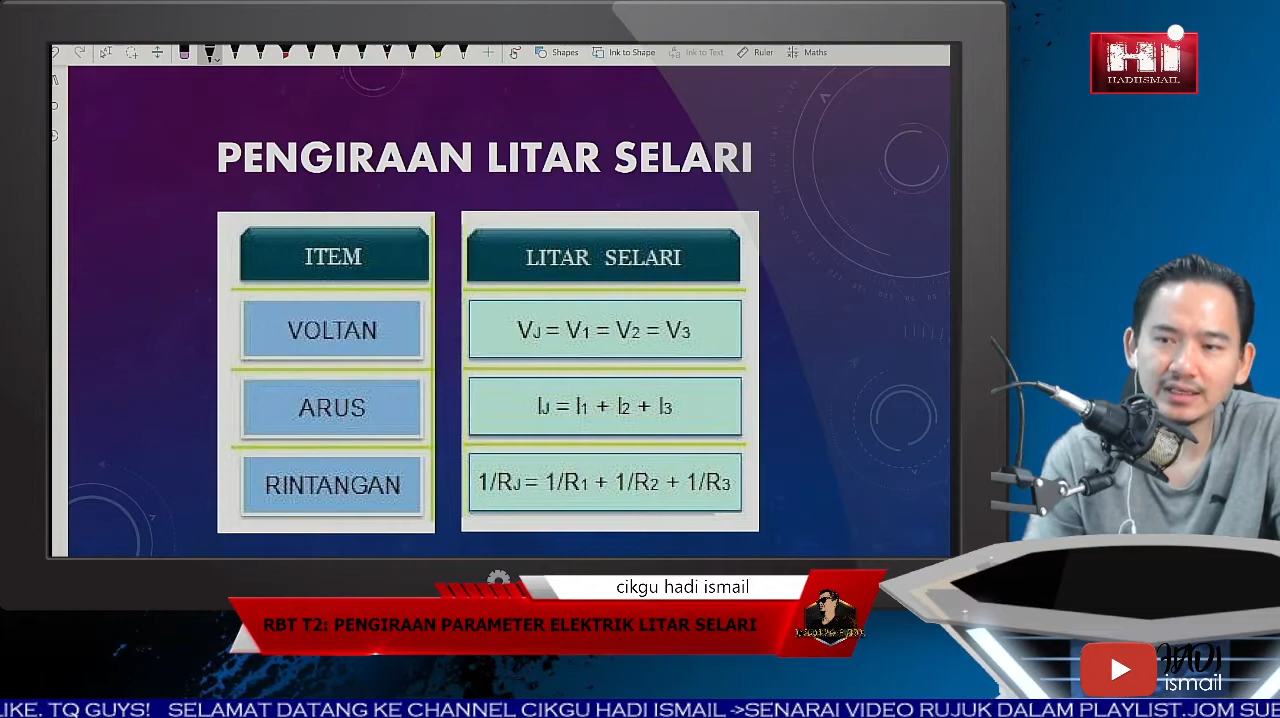 Shapes
Ink to Shape
Ink to Text
Ruler
Maths
Hi
HADIISMAIL
PENGIRAAN LITAR SELARI
ITEM
LITAR SELARI
VOLTAN
VJ = V1 = V2 = V3
ARUS
IJ = I1 + I2 + I3
RINTANGAN
1/RJ = 1/R1 + 1/R2 + 1/R3
cikgu hadi ismail
RBT T2: PENGIRAAN PARAMETER ELEKTRIK LITAR SELARI
HADI
ismail
LIKE. TQ GUYS! SELAMAT DATANG KE CHANNEL CIKGU HADI ISMAIL ->SENARAI VIDEO RUJUK DALAM PLAYLIST.JOM SUB